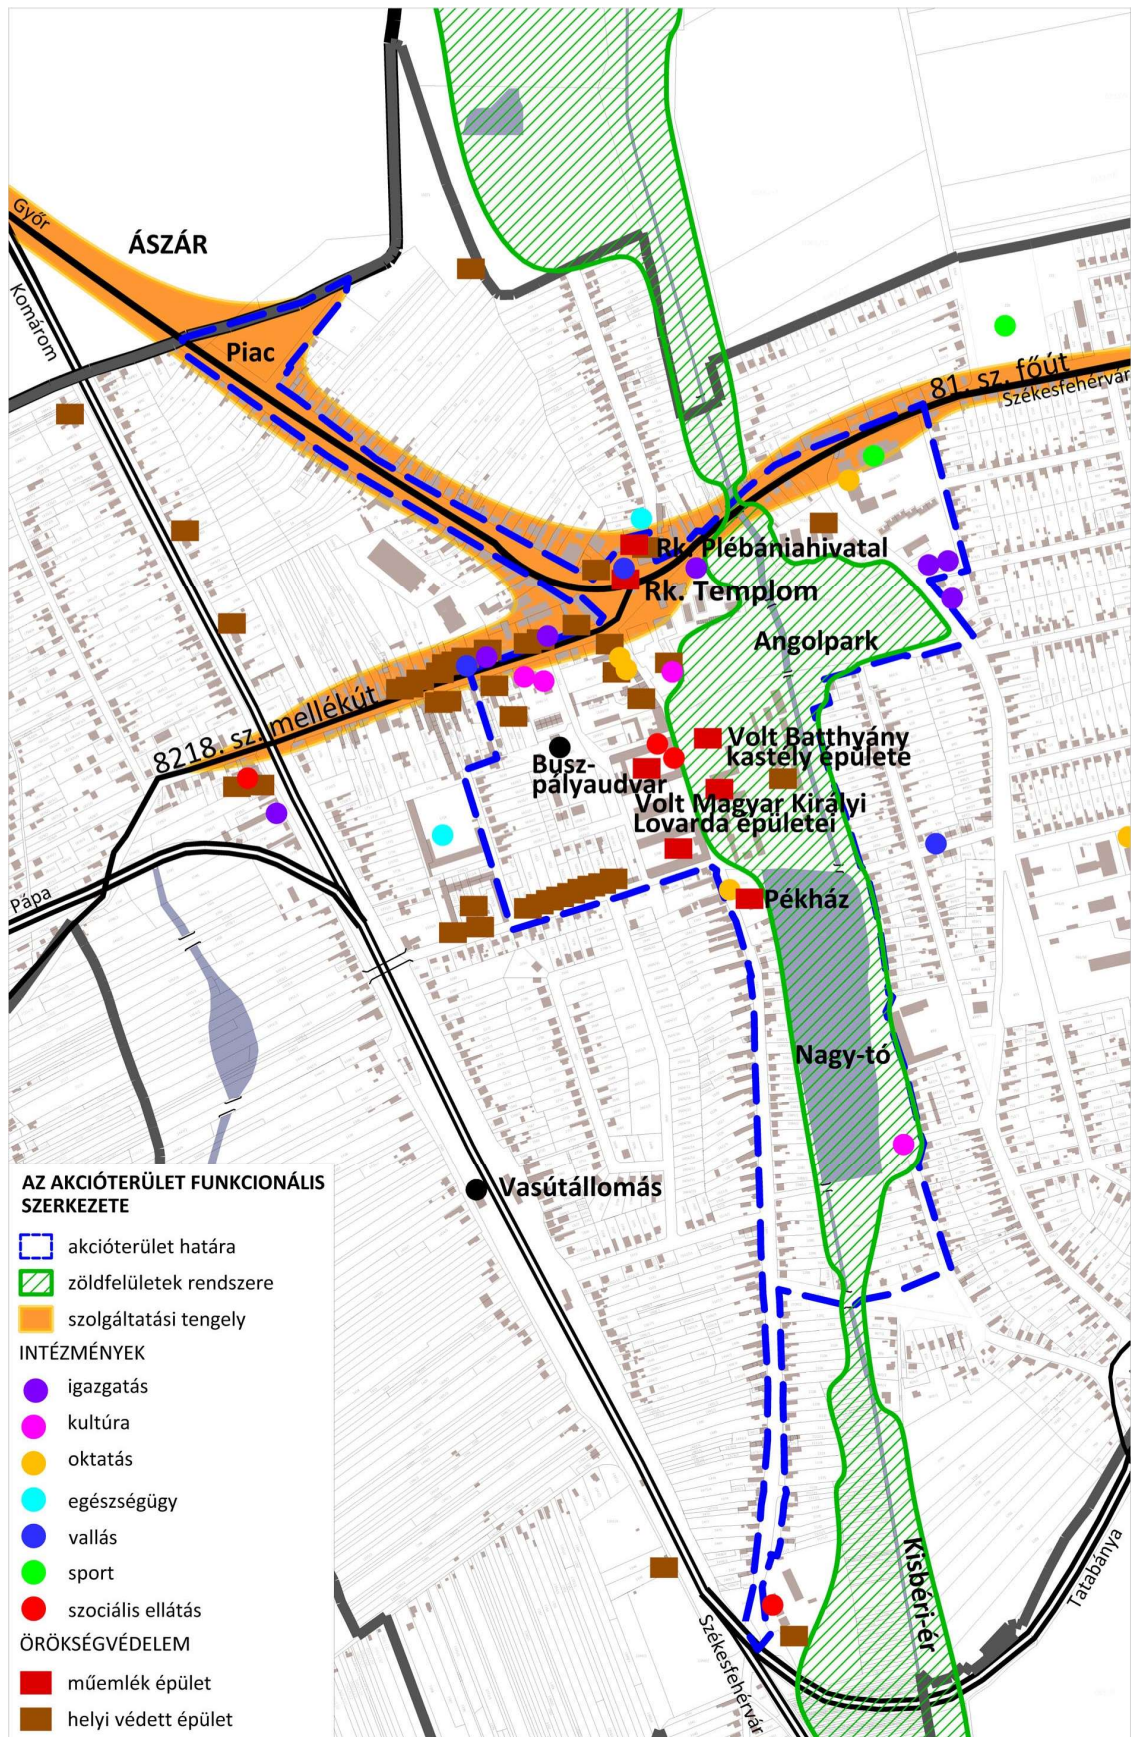 Győr
ÁSZÁR
Komárom
Piac
81. sz. főút
Székesfehérvár
Rk. Plébániahivatal
Rk. Templom
Angolpark
8218. sz. mellékút
Volt Batthyány
kastély épülete
Busz-
pályaudvar
Volt Magyar Királyi
Lovarda épületei
Pápa
Pékház
Nagy-tó
Vasútállomás
Kisbéri-ér
Tatabánya
Székesfehérvár
AZ AKCIÓTERÜLET FUNKCIONÁLIS
SZERKEZETE
akcióterület határa
zöldfelületek rendszere
szolgáltatási tengely
INTÉZMÉNYEK
igazgatás
kultúra
oktatás
egészségügy
vallás
sport
szociális ellátás
ÖRÖKSÉGVÉDELEM
műemlék épület
helyi védett épület